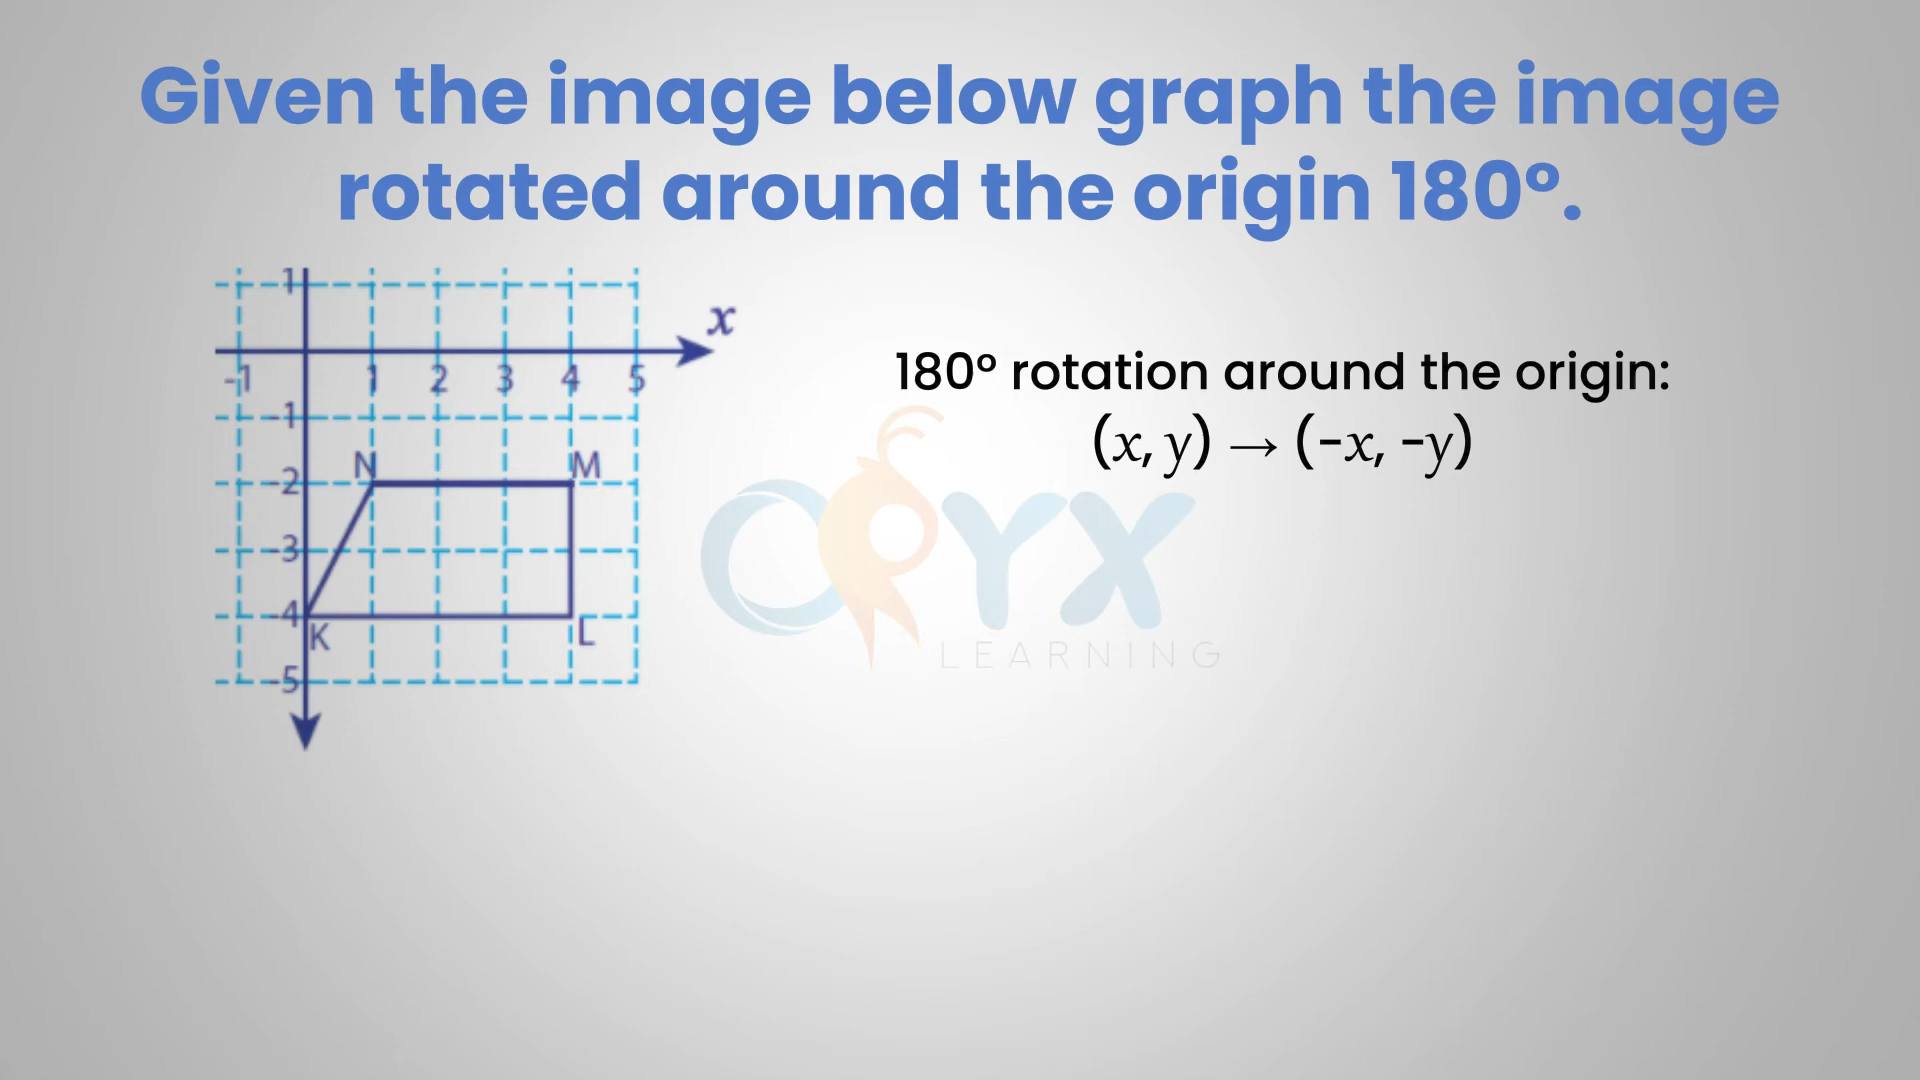 Given the image below graph the image
rotated around the origin 180°.
1
x
-1 1 2 3 4 5
-1
N M
-2
-3
-4
K L
-5
180° rotation around the origin:
(x, y) → (-x, -y)
ORYX
LEARNING